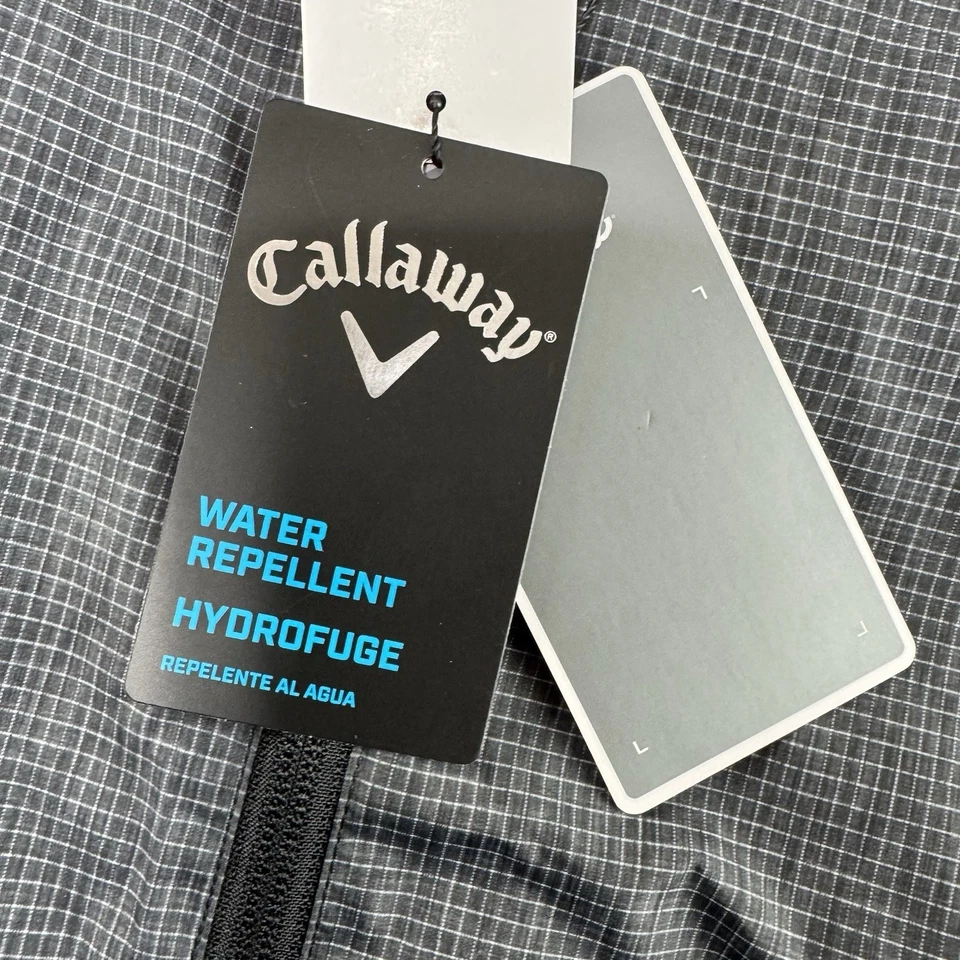 Callaway®
WATER
REPELLENT
HYDROFUGE
REPELENTE AL AGUA